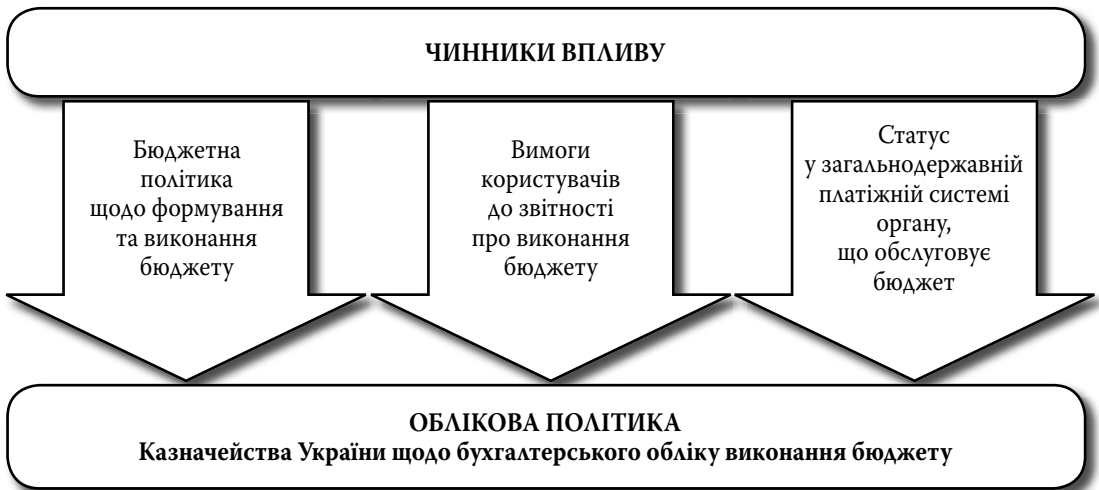 ЧИННИКИ ВПЛИВУ
Бюджетна
політика
щодо формування
та виконання
бюджету
Вимоги
користувачів
до звітності
про виконання
бюджету
Статус
у загальнодержавній
платіжній системі
органу,
що обслуговує
бюджет
ОБЛІКОВА ПОЛІТИКА
Казначейства України щодо бухгалтерського обліку виконання бюджету